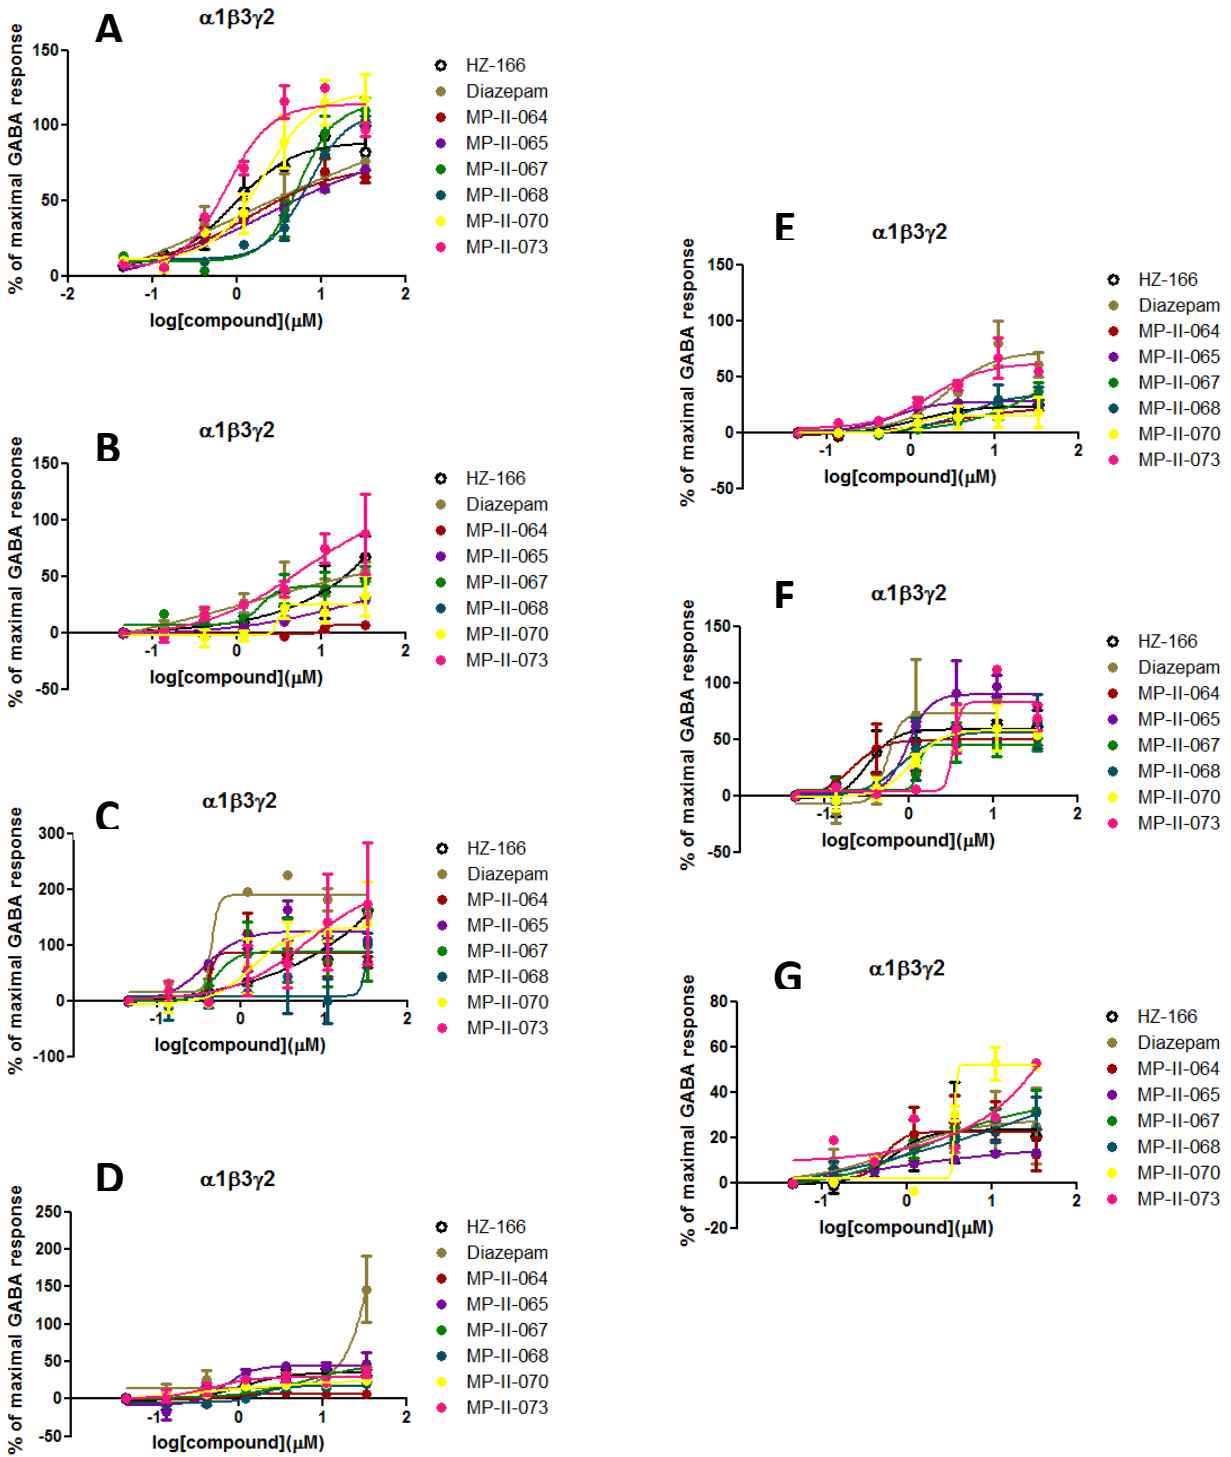 A
α1β3γ2
% of maximal GABA response
150
100
50
0
-2
-1
0
1
2
log[compound](μM)
HZ-166
Diazepam
MP-II-064
MP-II-065
MP-II-067
MP-II-068
MP-II-070
MP-II-073
B
α1β3γ2
% of maximal GABA response
150
100
50
0
-50
-1
0
1
2
log[compound](μM)
HZ-166
Diazepam
MP-II-064
MP-II-065
MP-II-067
MP-II-068
MP-II-070
MP-II-073
C
α1β3γ2
% of maximal GABA response
300
200
100
0
-100
-1
0
1
2
log[compound](μM)
HZ-166
Diazepam
MP-II-064
MP-II-065
MP-II-067
MP-II-068
MP-II-070
MP-II-073
D
α1β3γ2
% of maximal GABA response
250
200
150
100
50
0
-50
-1
0
1
2
log[compound](μM)
HZ-166
Diazepam
MP-II-064
MP-II-065
MP-II-067
MP-II-068
MP-II-070
MP-II-073
E
α1β3γ2
% of maximal GABA response
150
100
50
0
-50
-1
0
1
2
log[compound](μM)
HZ-166
Diazepam
MP-II-064
MP-II-065
MP-II-067
MP-II-068
MP-II-070
MP-II-073
F
α1β3γ2
% of maximal GABA response
150
100
50
0
-50
-1
0
1
2
log[compound](μM)
HZ-166
Diazepam
MP-II-064
MP-II-065
MP-II-067
MP-II-068
MP-II-070
MP-II-073
G
α1β3γ2
% of maximal GABA response
80
60
40
20
0
-20
-1
0
1
2
log[compound](μM)
HZ-166
Diazepam
MP-II-064
MP-II-065
MP-II-067
MP-II-068
MP-II-070
MP-II-073